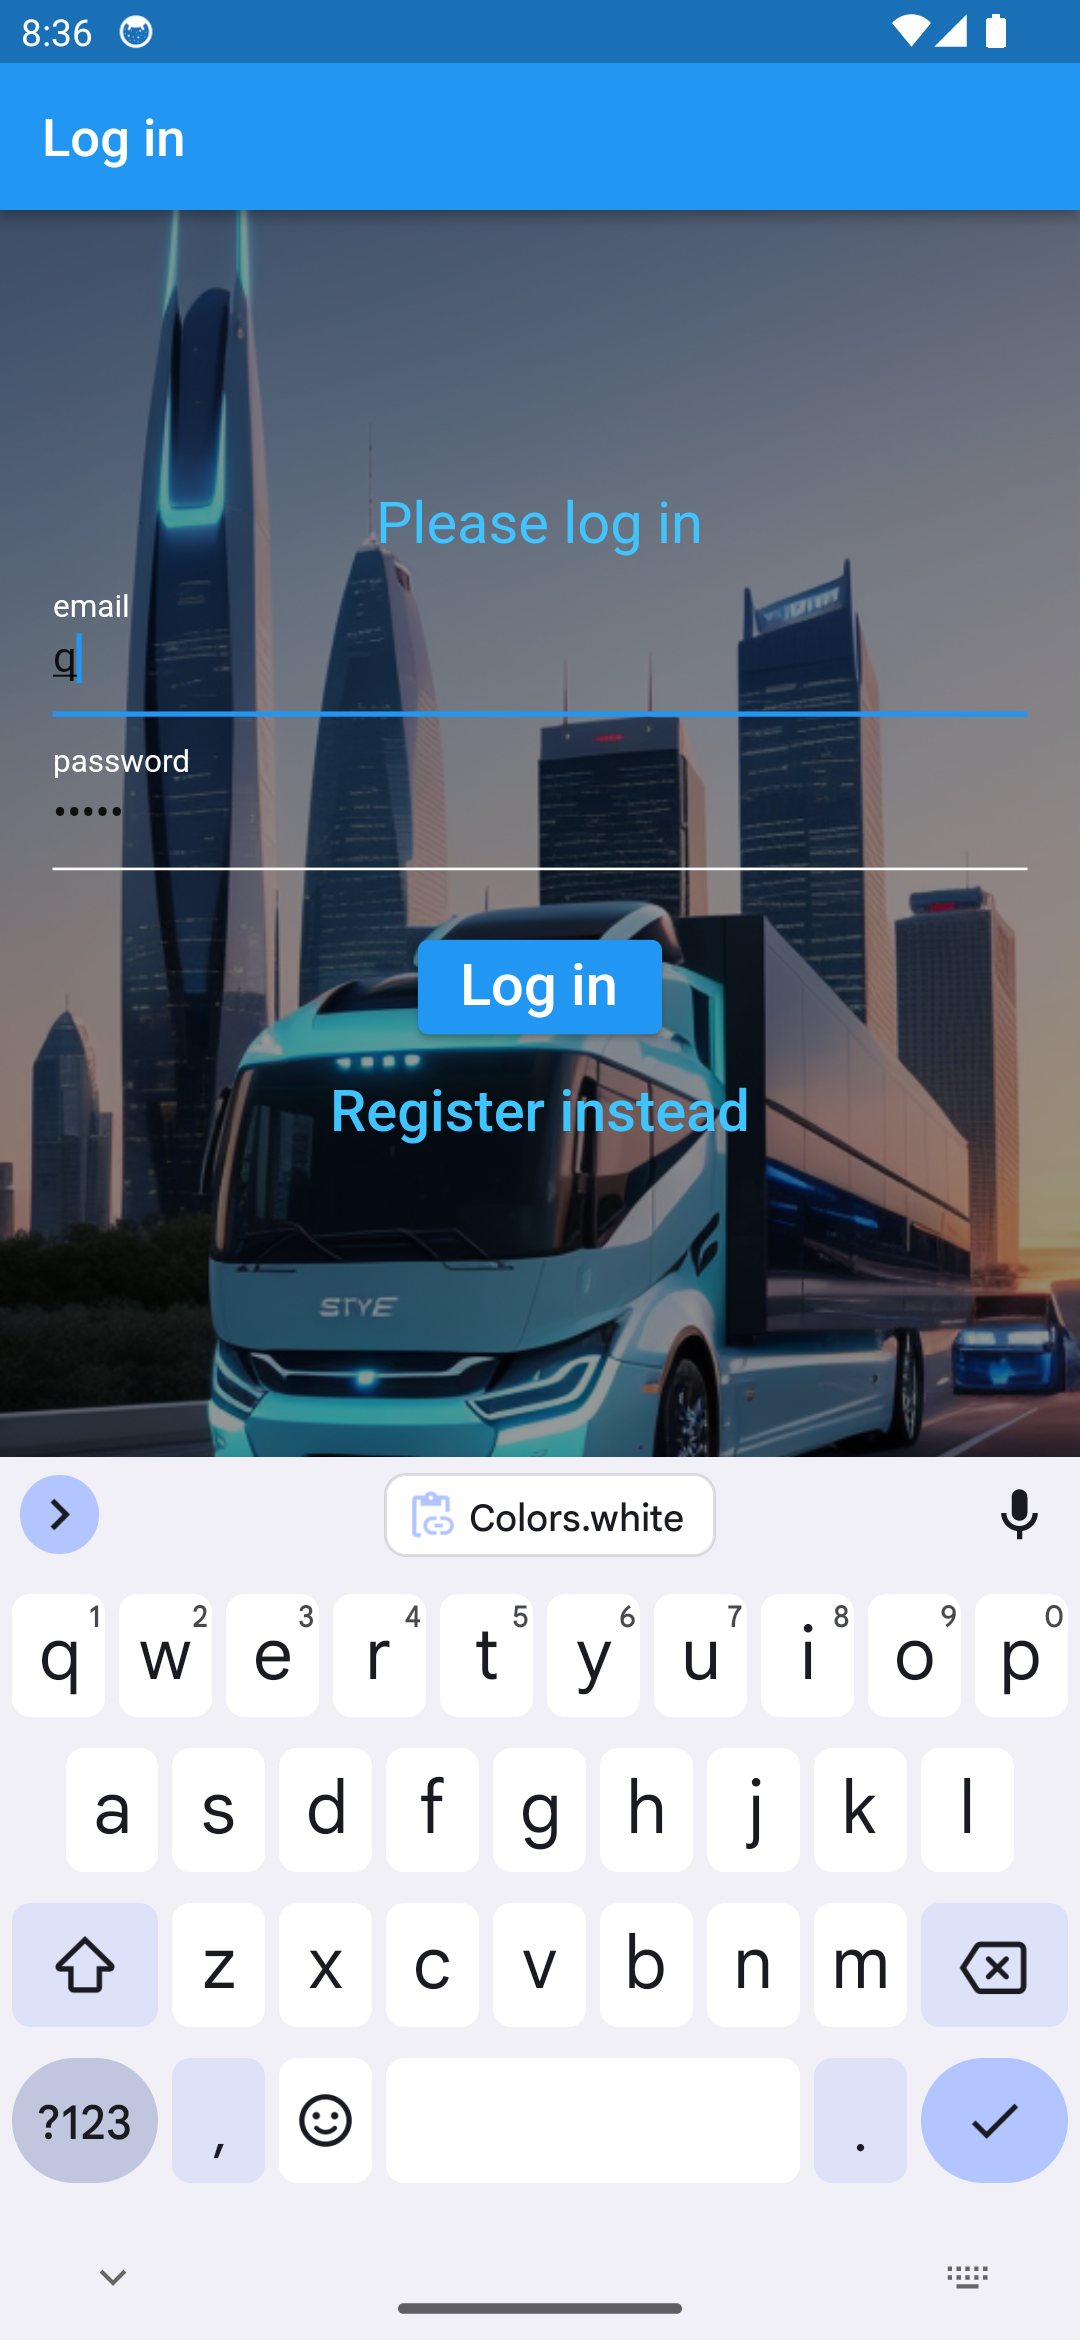 8:36
Log in
Please log in
email
q
password
•••••
Log in
Register instead
STYE
Colors.white
1 2 3 4 5 6 7 8 9 0
q w e r t y u i o p
a s d f g h j k l
z x c v b n m
?123 , .